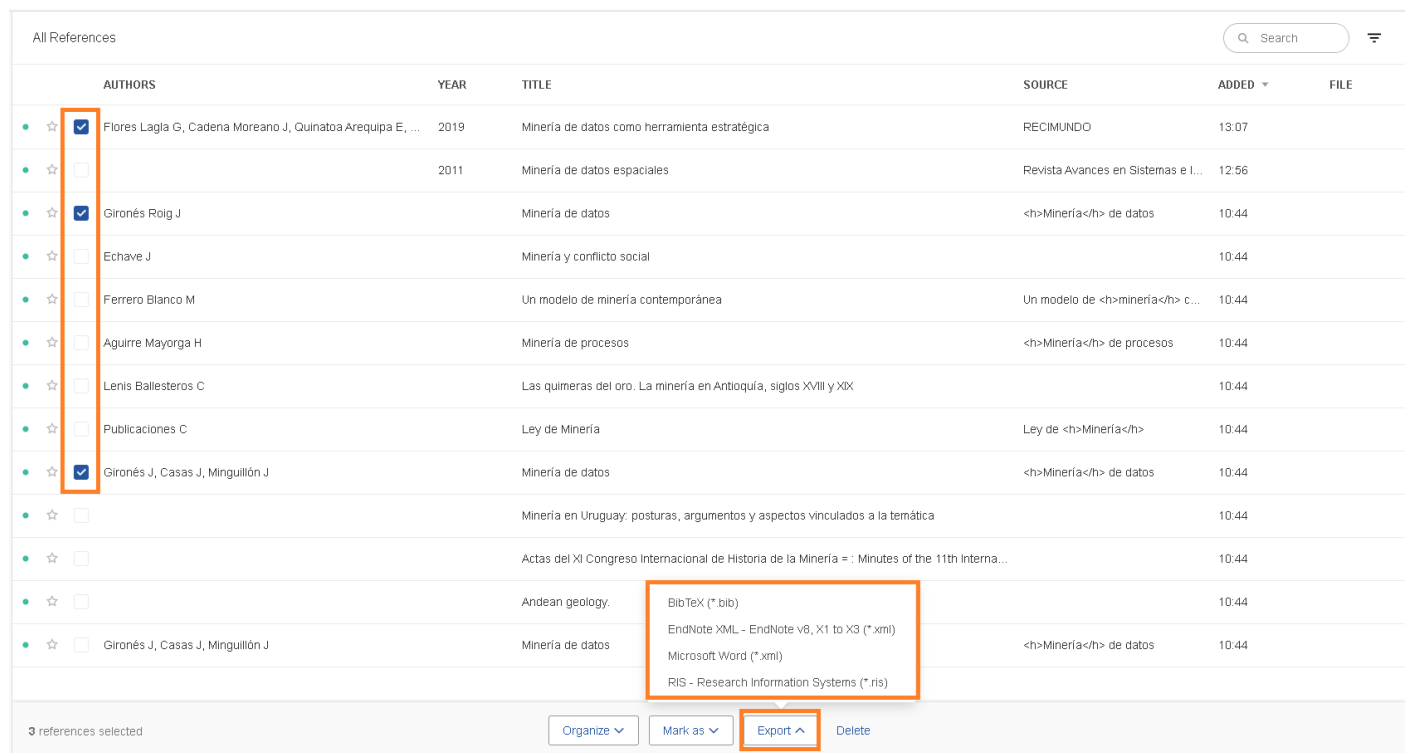 All References
Search
AUTHORS YEAR TITLE SOURCE ADDED FILE
Flores Lagla G, Cadena Moreano J, Quinatoa Arequipa E, ... 2019 Minería de datos como herramienta estratégica RECIMUNDO 13:07
2011 Minería de datos espaciales Revista Avances en Sistemas e I... 12:56
Gironés Roig J Minería de datos <h>Minería</h> de datos 10:44
Echave J Minería y conflicto social 10:44
Ferrero Blanco M Un modelo de minería contemporánea Un modelo de <h>minería</h> c... 10:44
Aguirre Mayorga H Minería de procesos <h>Minería</h> de procesos 10:44
Lenis Ballesteros C Las quimeras del oro. La minería en Antioquía, siglos XVIII y XIX 10:44
Publicaciones C Ley de Minería Ley de <h>Minería</h> 10:44
Gironés J, Casas J, Minguillón J Minería de datos <h>Minería</h> de datos 10:44
Minería en Uruguay: posturas, argumentos y aspectos vinculados a la temática 10:44
Actas del XI Congreso Internacional de Historia de la Minería = : Minutes of the 11th Interna... 10:44
Andean geology. 10:44
Gironés J, Casas J, Minguillón J Minería de datos <h>Minería</h> de datos 10:44
BibTeX (*.bib)
EndNote XML - EndNote v8, X1 to X3 (*.xml)
Microsoft Word (*.xml)
RIS - Research Information Systems (*.ris)
3 references selected Organize Mark as Export Delete